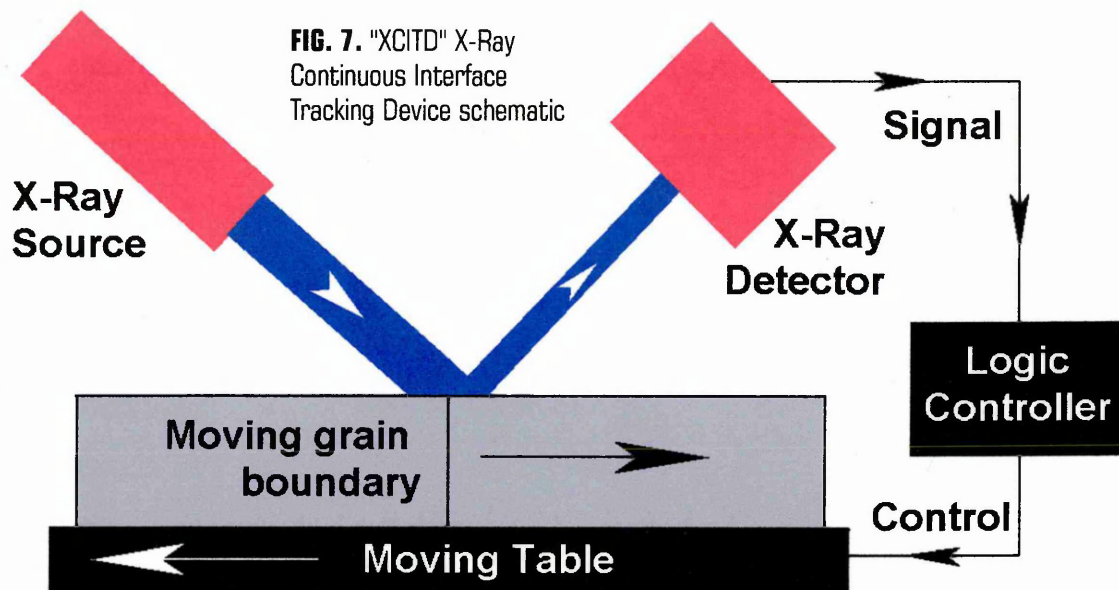 FIG. 7. "XCITD" X-Ray
Continuous Interface
Tracking Device schematic
X-Ray
Source
Signal
X-Ray
Detector
Logic
Controller
Moving grain
boundary
Control
Moving Table